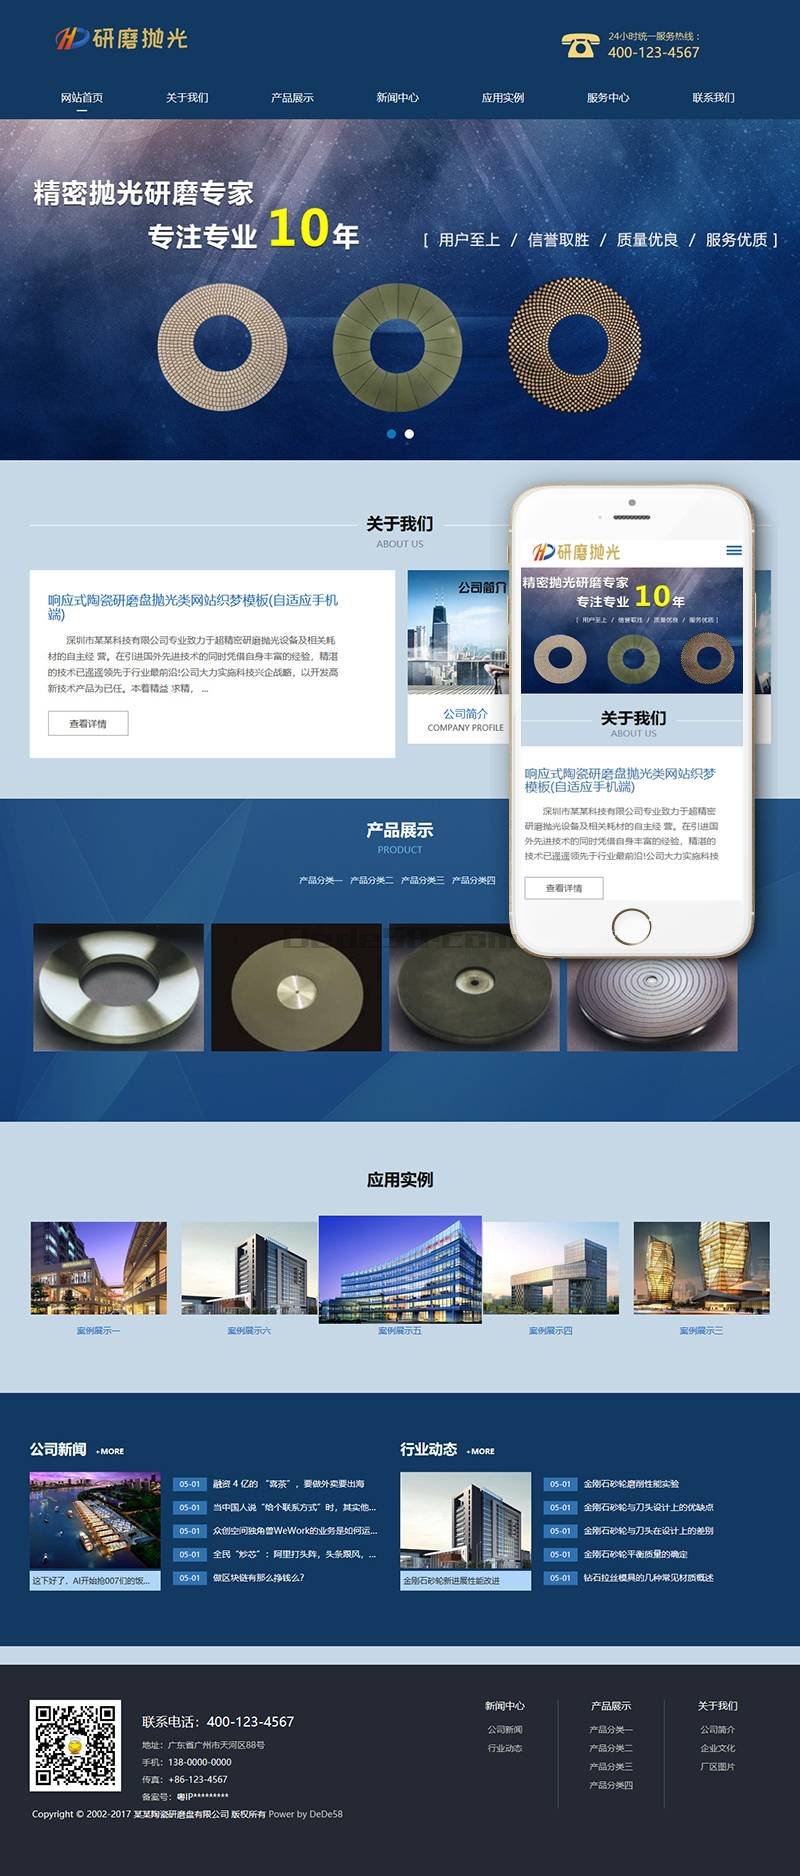 HD 研磨抛光
24小时统一服务热线：
400-123-4567
网站首页 关于我们 产品展示 新闻中心 应用实例 服务中心 联系我们
精密抛光研磨专家
专注专业 10年
[ 用户至上 / 信誉取胜 / 质量优良 / 服务优质 ]
关于我们
ABOUT US
响应式陶瓷研磨盘抛光类网站织梦模板(自适应手机
端)
深圳市某某科技有限公司专业致力于超精密研磨抛光设备及相关耗
材的自主经 营。在引进国外先进技术的同时凭借自身丰富的经验，精湛
的技术已遥遥领先于行业最前沿!公司大力实施科技兴企战略，以开发高
新技术产品为已任。本着精益 求精， ...
查看详情
公司简介
公司简介
COMPANY PROFILE
HD 研磨抛光
精密抛光研磨专家
专注专业 10年
[ 用户至上 / 信誉取胜 / 质量优良 / 服务优质 ]
关于我们
ABOUT US
响应式陶瓷研磨盘抛光类网站织梦
模板(自适应手机端)
深圳市某某科技有限公司专业致力于超精密
研磨抛光设备及相关耗材的自主经 营。在引进国
外先进技术的同时凭借自身丰富的经验，精湛的
技术已遥遥领先于行业最前沿!公司大力实施科技
查看详情
产品展示
PRODUCT
产品分类一 产品分类二 产品分类三 产品分类四
Dede58.Com
应用实例
案例展示一 案例展示六 案例展示五 案例展示四 案例展示三
公司新闻 +MORE
这下好了，AI开始抢007们的饭...
05-01 融资 4 亿的 “喜茶”，要做外卖要出海
05-01 当中国人说“给个联系方式”时，其实他...
05-01 众创空间独角兽WeWork的业务是如何运...
05-01 全民“炒芯”：阿里打头阵，头条跟风，...
05-01 做区块链有那么挣钱么?
行业动态 +MORE
金刚石砂轮新进展性能改进
05-01 金刚石砂轮磨削性能实验
05-01 金刚石砂轮与刀头设计上的优缺点
05-01 金刚石砂轮与刀头在设计上的差别
05-01 金刚石砂轮平衡质量的确定
05-01 钻石拉丝模具的几种常见材质概述
联系电话：400-123-4567
地址：广东省广州市天河区88号
手机：138-0000-0000
传真：+86-123-4567
备案号：粤IP*********
Copyright © 2002-2017 某某陶瓷研磨盘有限公司 版权所有 Power by DeDe58
新闻中心
公司新闻
行业动态
产品展示
产品分类一
产品分类二
产品分类三
产品分类四
关于我们
公司简介
企业文化
厂区图片